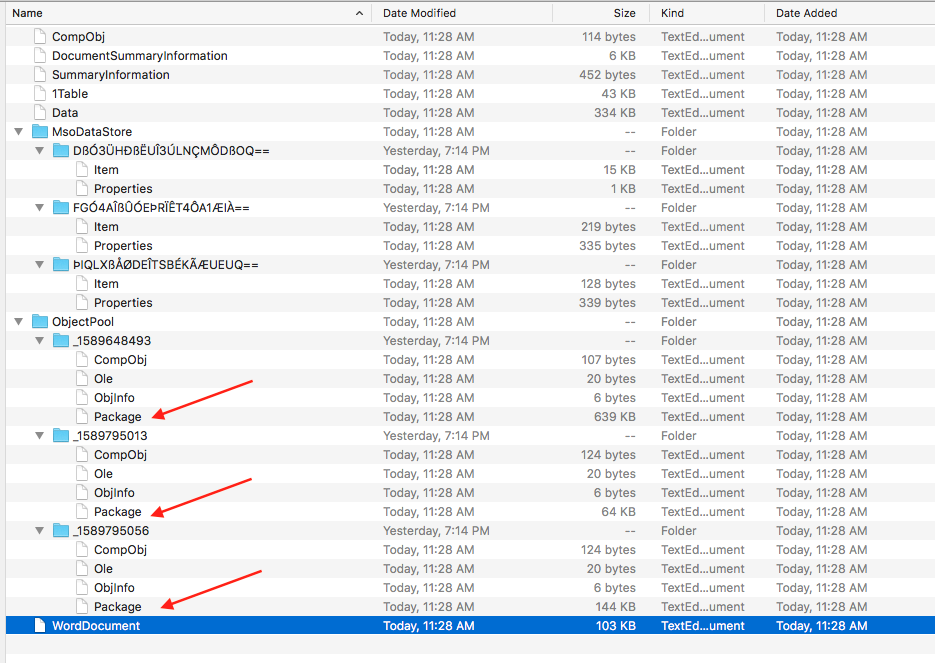 Name Date Modified Size Kind Date Added
CompObj Today, 11:28 AM 114 bytes TextEd...ument Today, 11:28 AM
DocumentSummaryInformation Today, 11:28 AM 6 KB TextEd...ument Today, 11:28 AM
SummaryInformation Today, 11:28 AM 452 bytes TextEd...ument Today, 11:28 AM
1Table Today, 11:28 AM 43 KB TextEd...ument Today, 11:28 AM
Data Today, 11:28 AM 334 KB TextEd...ument Today, 11:28 AM
MsoDataStore Today, 11:28 AM -- Folder Today, 11:28 AM
DßÓ3ÜHÐßËUÎ3ÚLNÇMÔDßOQ== Yesterday, 7:14 PM -- Folder Today, 11:28 AM
Item Today, 11:28 AM 15 KB TextEd...ument Today, 11:28 AM
Properties Today, 11:28 AM 1 KB TextEd...ument Today, 11:28 AM
FGÓ4AÎßÛÓEÞRÏÊT4ÔA1ÆIÀ== Yesterday, 7:14 PM -- Folder Today, 11:28 AM
Item Today, 11:28 AM 219 bytes TextEd...ument Today, 11:28 AM
Properties Today, 11:28 AM 335 bytes TextEd...ument Today, 11:28 AM
ÞIQLXßÅØDEÎTSBÉKÃÆUEUQ== Yesterday, 7:14 PM -- Folder Today, 11:28 AM
Item Today, 11:28 AM 128 bytes TextEd...ument Today, 11:28 AM
Properties Today, 11:28 AM 339 bytes TextEd...ument Today, 11:28 AM
ObjectPool Today, 11:28 AM -- Folder Today, 11:28 AM
_1589648493 Yesterday, 7:14 PM -- Folder Today, 11:28 AM
CompObj Today, 11:28 AM 107 bytes TextEd...ument Today, 11:28 AM
Ole Today, 11:28 AM 20 bytes TextEd...ument Today, 11:28 AM
ObjInfo Today, 11:28 AM 6 bytes TextEd...ument Today, 11:28 AM
Package Today, 11:28 AM 639 KB TextEd...ument Today, 11:28 AM
_1589795013 Yesterday, 7:14 PM -- Folder Today, 11:28 AM
CompObj Today, 11:28 AM 124 bytes TextEd...ument Today, 11:28 AM
Ole Today, 11:28 AM 20 bytes TextEd...ument Today, 11:28 AM
ObjInfo Today, 11:28 AM 6 bytes TextEd...ument Today, 11:28 AM
Package Today, 11:28 AM 64 KB TextEd...ument Today, 11:28 AM
_1589795056 Yesterday, 7:14 PM -- Folder Today, 11:28 AM
CompObj Today, 11:28 AM 124 bytes TextEd...ument Today, 11:28 AM
Ole Today, 11:28 AM 20 bytes TextEd...ument Today, 11:28 AM
ObjInfo Today, 11:28 AM 6 bytes TextEd...ument Today, 11:28 AM
Package Today, 11:28 AM 144 KB TextEd...ument Today, 11:28 AM
WordDocument Today, 11:28 AM 103 KB TextEd...ument Today, 11:28 AM